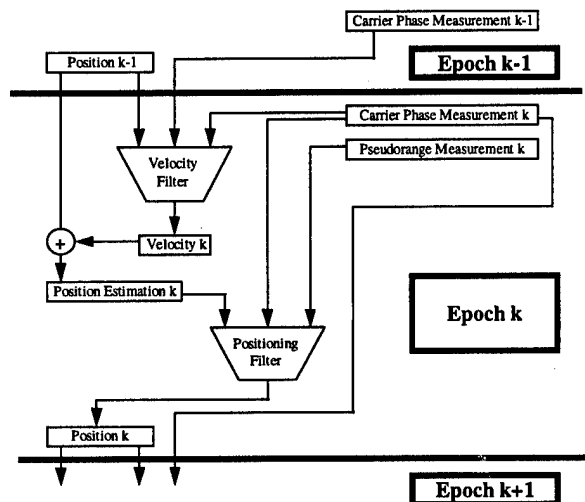 Carrier Phase Measurement k-1
Position k-1
Epoch k-1
Carrier Phase Measurement k
Pseudorange Measurement k
Velocity
Filter
+
Velocity k
Position Estimation k
Epoch k
Positioning
Filter
Position k
Epoch k+1